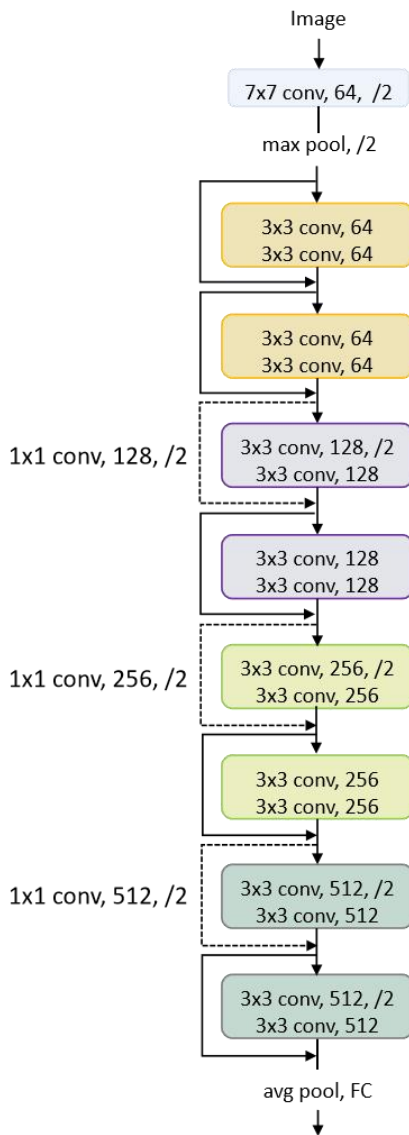 Image
7x7 conv, 64, /2
max pool, /2
3x3 conv, 64
3x3 conv, 64
3x3 conv, 64
3x3 conv, 64
1x1 conv, 128, /2
3x3 conv, 128, /2
3x3 conv, 128
3x3 conv, 128
3x3 conv, 128
1x1 conv, 256, /2
3x3 conv, 256, /2
3x3 conv, 256
3x3 conv, 256
3x3 conv, 256
1x1 conv, 512, /2
3x3 conv, 512, /2
3x3 conv, 512
3x3 conv, 512, /2
3x3 conv, 512
avg pool, FC